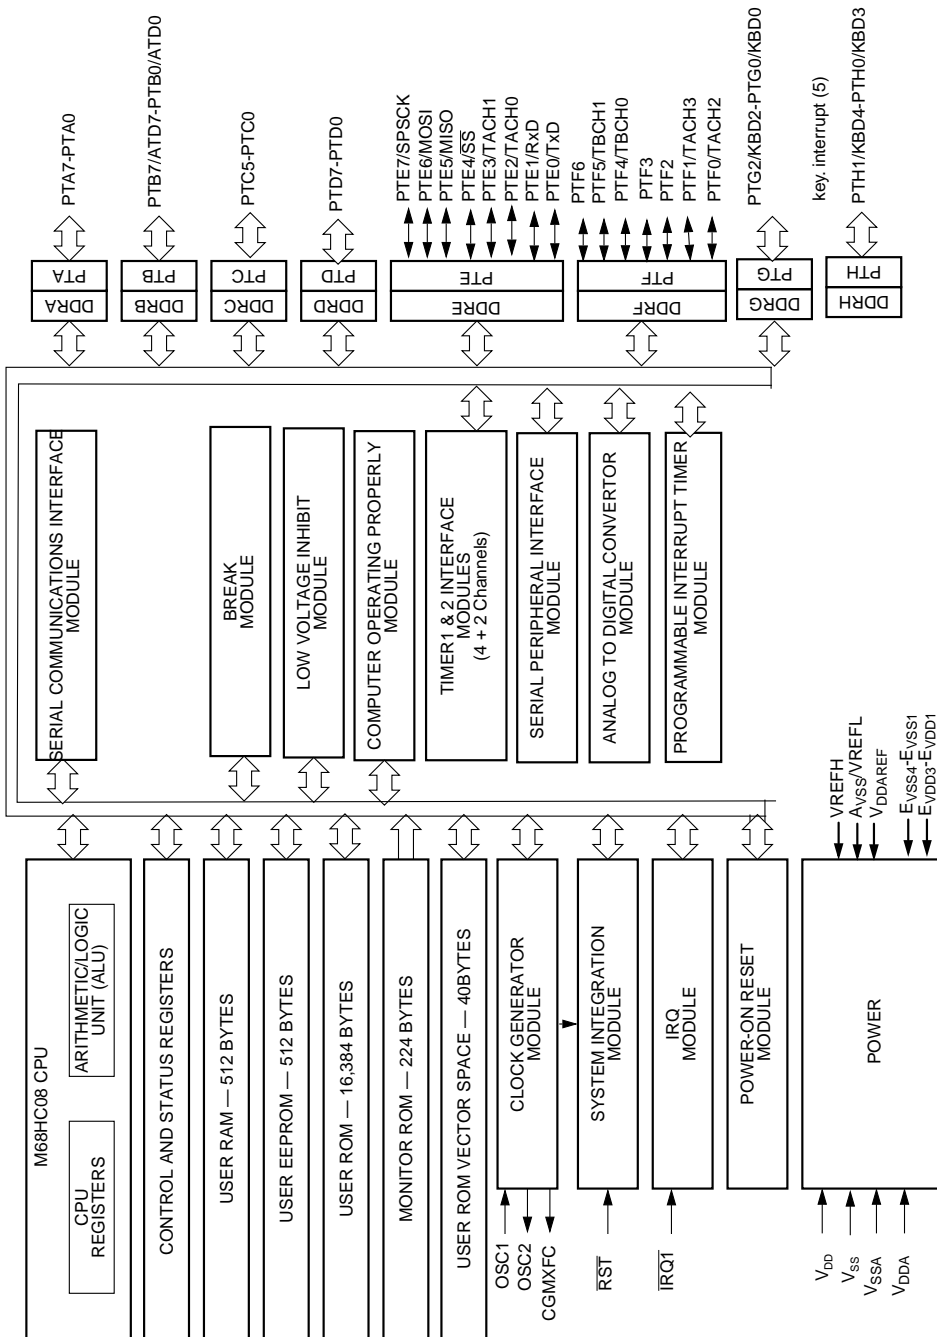 M68HC08 CPU
CPU
REGISTERS
ARITHMETIC/LOGIC
UNIT (ALU)
CONTROL AND STATUS REGISTERS
USER RAM — 512 BYTES
USER EEPROM — 512 BYTES
USER ROM — 16,384 BYTES
MONITOR ROM — 224 BYTES
USER ROM VECTOR SPACE — 40BYTES
OSC1
OSC2
CGMXFC
CLOCK GENERATOR
MODULE
RST
SYSTEM INTEGRATION
MODULE
IRQ1
IRQ
MODULE
POWER-ON RESET
MODULE
VDD
VSS
VSSA
VDDA
POWER
VREFH
AVSS/VREFL
VDDAREF
EVSS4-EVSS1
EVDD3-EVDD1
SERIAL COMMUNICATIONS INTERFACE
MODULE
BREAK
MODULE
LOW VOLTAGE INHIBIT
MODULE
COMPUTER OPERATING PROPERLY
MODULE
TIMER1 & 2 INTERFACE
MODULES
(4 + 2 Channels)
SERIAL PERIPHERAL INTERFACE
MODULE
ANALOG TO DIGITAL CONVERTOR
MODULE
PROGRAMMABLE INTERRUPT TIMER
MODULE
DDRA
PTA
PTA7-PTA0
DDRB
PTB
PTB7/ATD7-PTB0/ATD0
DDRC
PTC
PTC5-PTC0
DDRD
PTD
PTD7-PTD0
DDRE
PTE
PTE7/SPSCK
PTE6/MOSI
PTE5/MISO
PTE4/SS
PTE3/TACH1
PTE2/TACH0
PTE1/RxD
PTE0/TxD
DDRF
PTF
PTF6
PTF5/TBCH1
PTF4/TBCH0
PTF3
PTF2
PTF1/TACH3
PTF0/TACH2
DDRG
PTG
PTG2/KBD2-PTG0/KBD0
key. interrupt (5)
DDRH
PTH
PTH1/KBD4-PTH0/KBD3